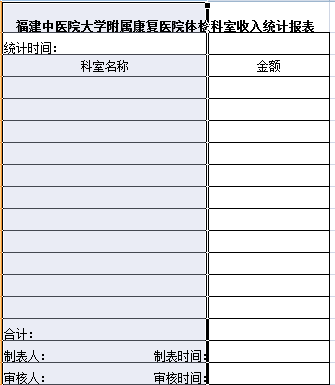 福建中医院大学附属康复医院体检科室收入统计报表
统计时间：
科室名称 金额
合计：
制表人： 制表时间：
审核人： 审核时间：